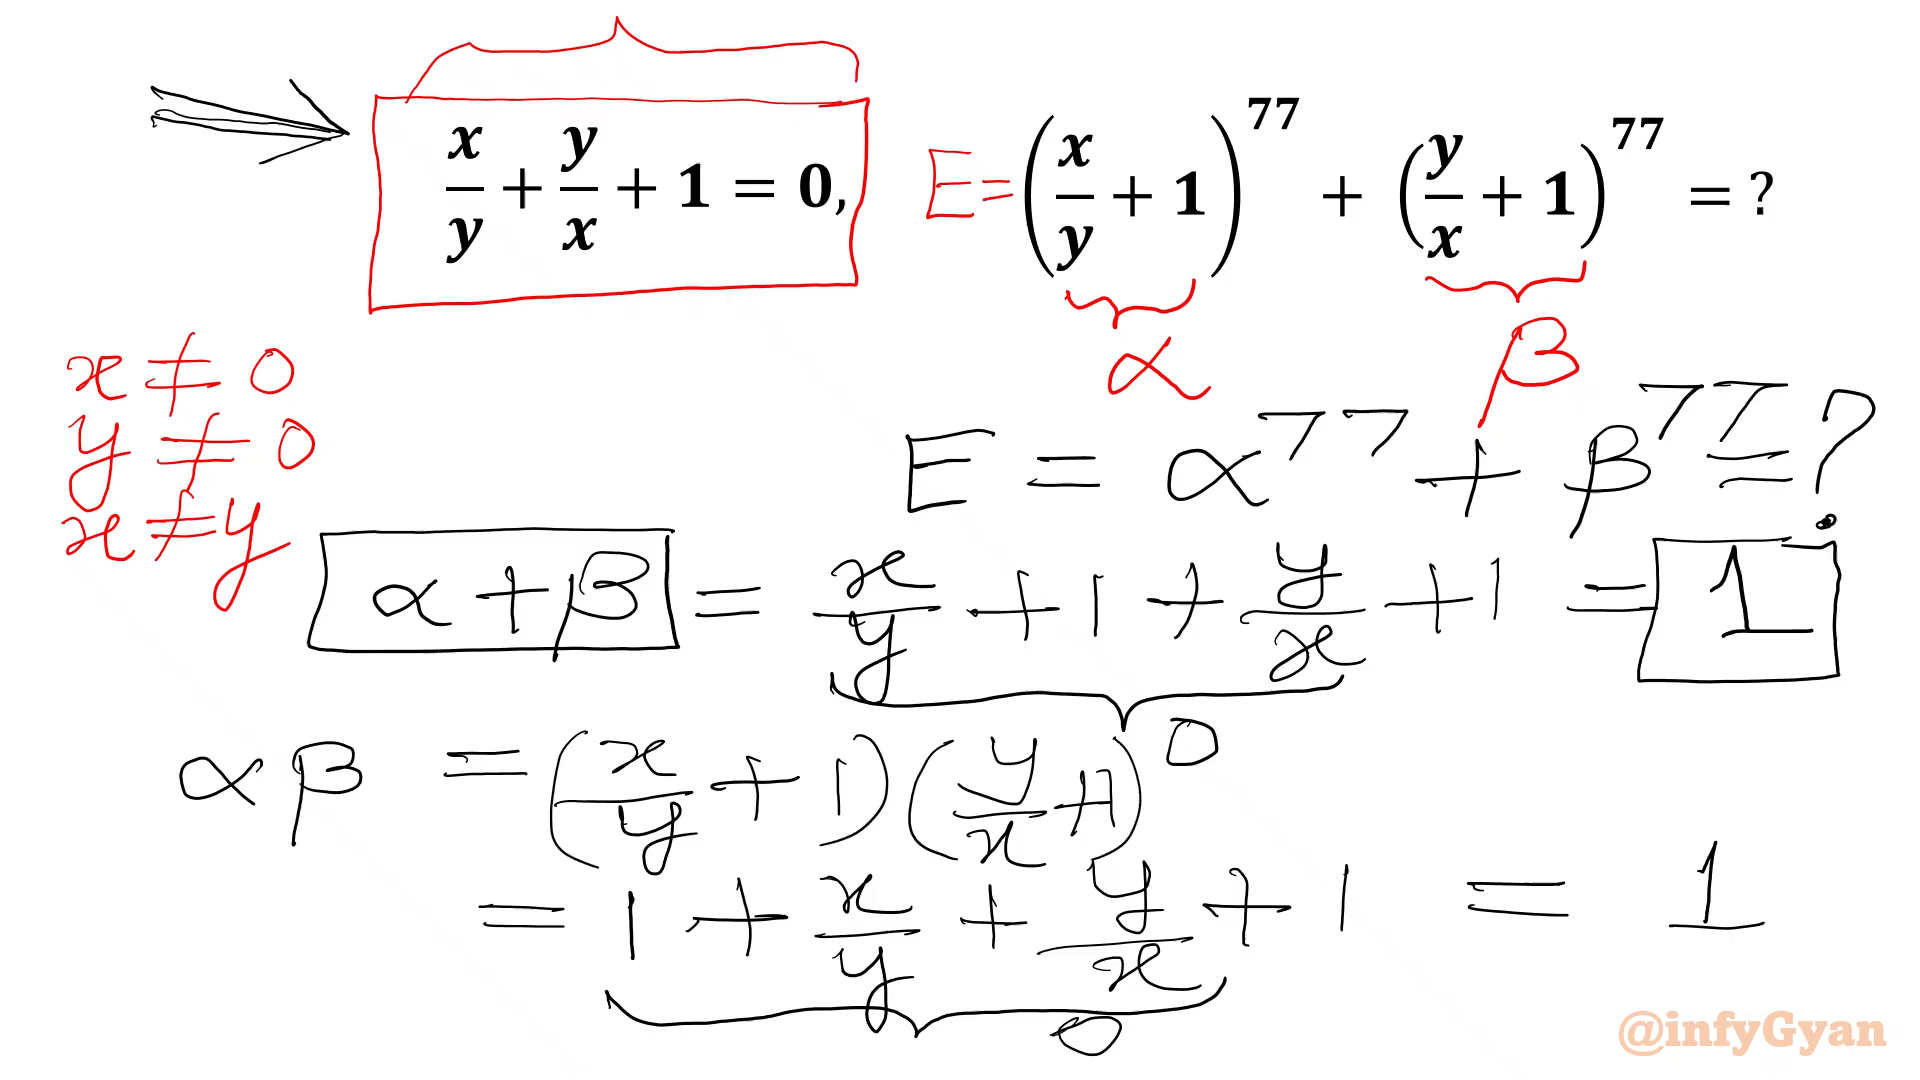 x/y + y/x + 1 = 0, E = (x/y + 1)^77 + (y/x + 1)^77 = ?
α β
x ≠ 0
y ≠ 0
x ≠ y
E = α^77 + β^77 = ?
α + β = x/y + 1 + y/x + 1 = 1
0
αβ = (x/y + 1)(y/x + 1)
= 1 + x/y + y/x + 1 = 1
0
@infyGyan